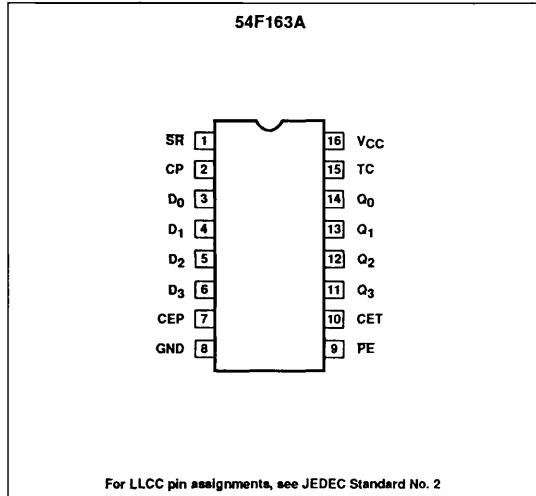 54F163A
S̅R̅ 1 16 VCC
CP 2 15 TC
D0 3 14 Q0
D1 4 13 Q1
D2 5 12 Q2
D3 6 11 Q3
CEP 7 10 CET
GND 8 9 P̅E̅
For LLCC pin assignments, see JEDEC Standard No. 2